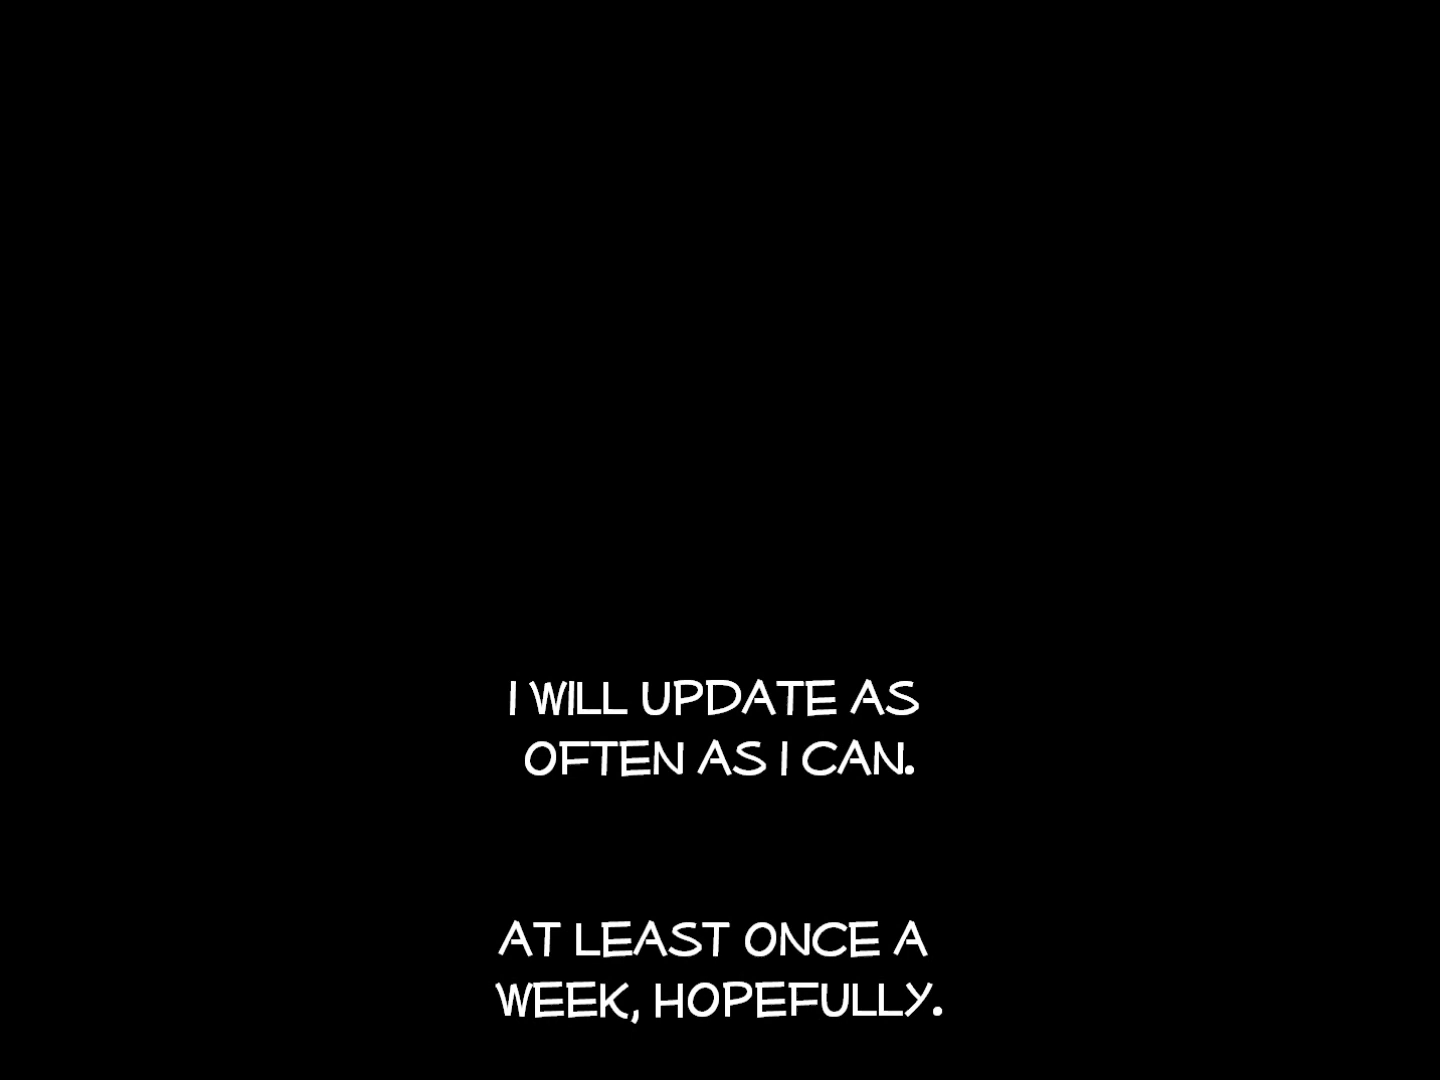 I WILL UPDATE AS
OFTEN AS I CAN.
AT LEAST ONCE A
WEEK, HOPEFULLY.